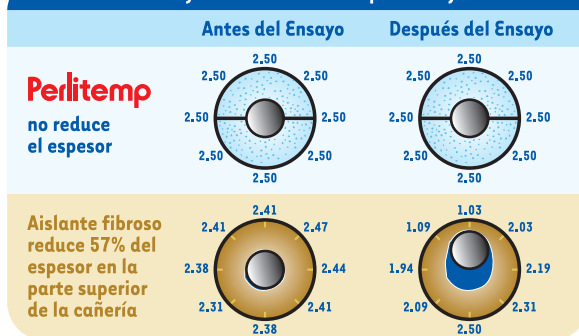 Antes del Ensayo
Después del Ensayo
Perlitemp
no reduce
el espesor
2.50
2.50 2.50
2.50 2.50
2.50 2.50
2.50
2.50
2.50 2.50
2.50 2.50
2.50 2.50
2.50
Aislante fibroso
reduce 57% del
espesor en la
parte superior
de la cañería
2.41
2.41 2.47
2.38 2.44
2.31 2.41
2.38
1.03
1.09 2.03
1.94 2.19
2.09 2.31
2.50